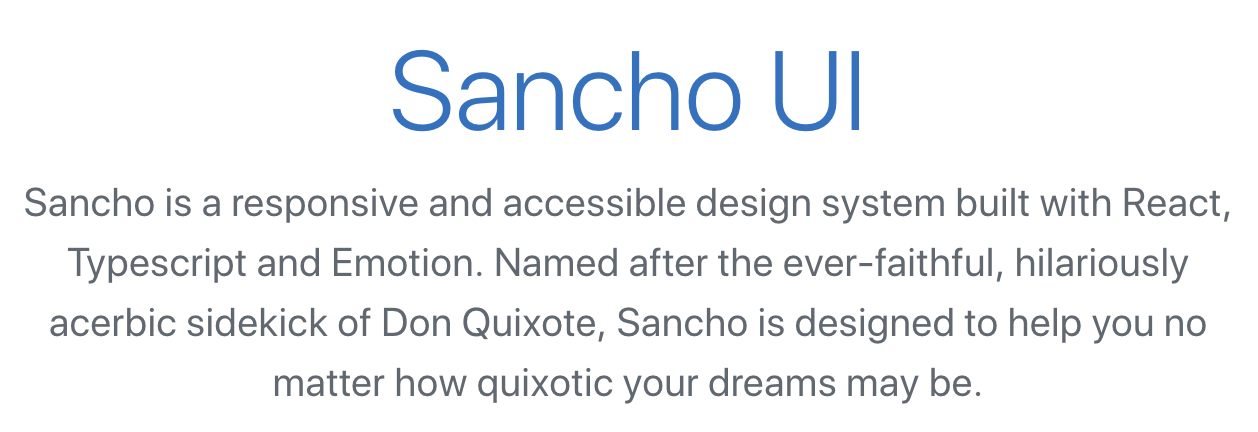 Sancho UI
Sancho is a responsive and accessible design system built with React,
Typescript and Emotion. Named after the ever-faithful, hilariously
acerbic sidekick of Don Quixote, Sancho is designed to help you no
matter how quixotic your dreams may be.